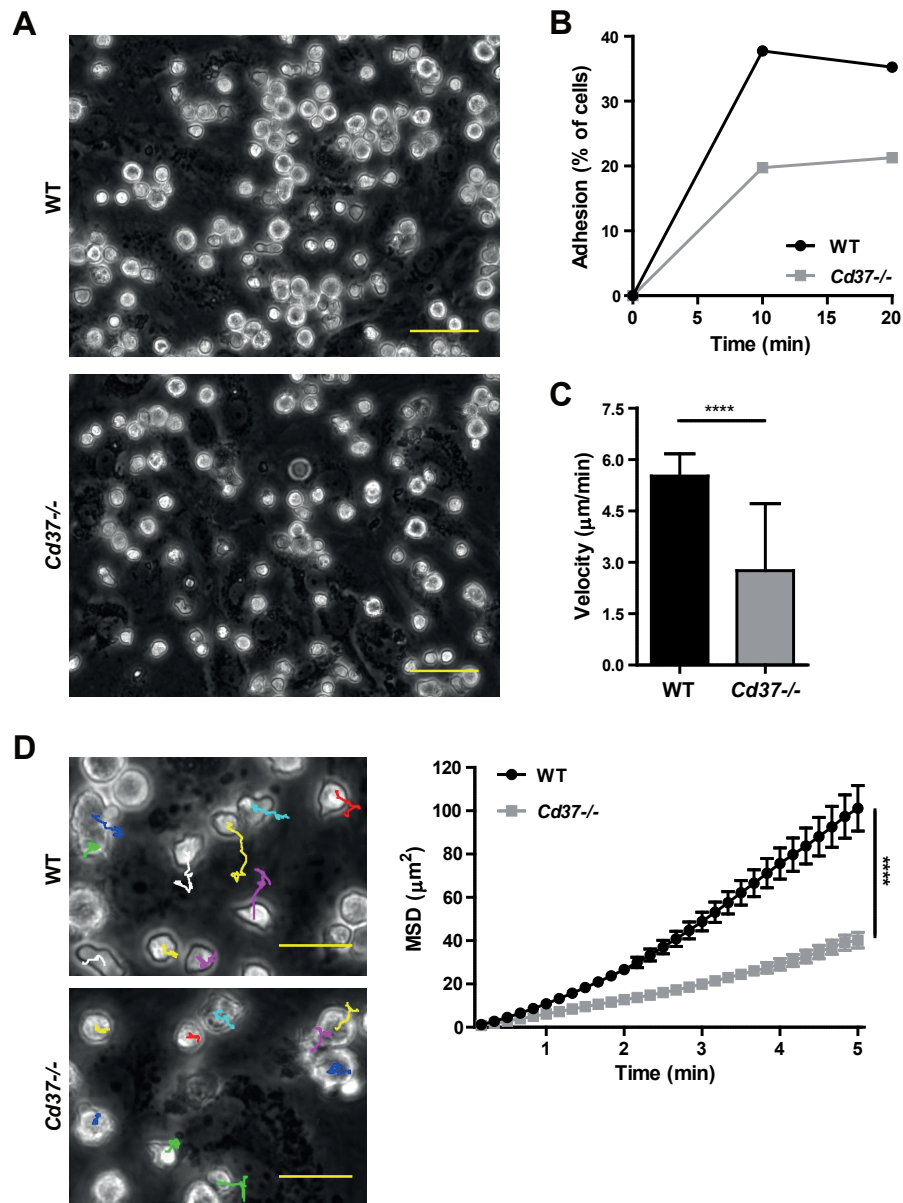 A
WT
Cd37-/-
B
40
30
20
10
0
Adhesion (% of cells)
WT
Cd37-/-
0 5 10 15 20
Time (min)
C
7.5
6.0
4.5
3.0
1.5
0.0
Velocity (μm/min)
****
WT Cd37-/-
D
WT
Cd37-/-
120
100
80
60
40
20
0
MSD (μm²)
WT
Cd37-/-
****
1 2 3 4 5
Time (min)